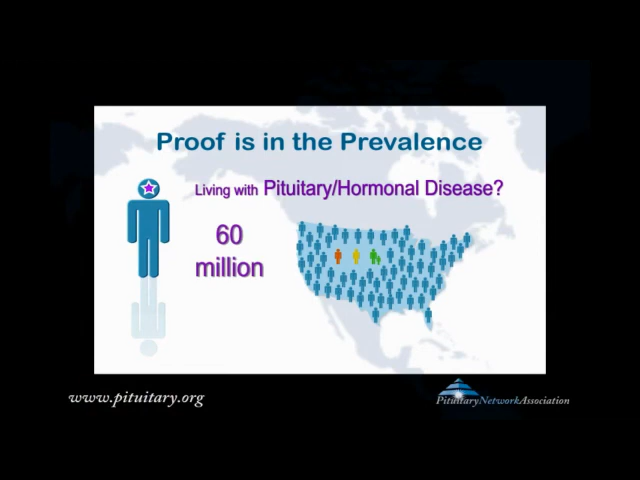 Proof is in the Prevalence
Living with Pituitary/Hormonal Disease?
60
million
www.pituitary.org
PituitaryNetworkAssociation